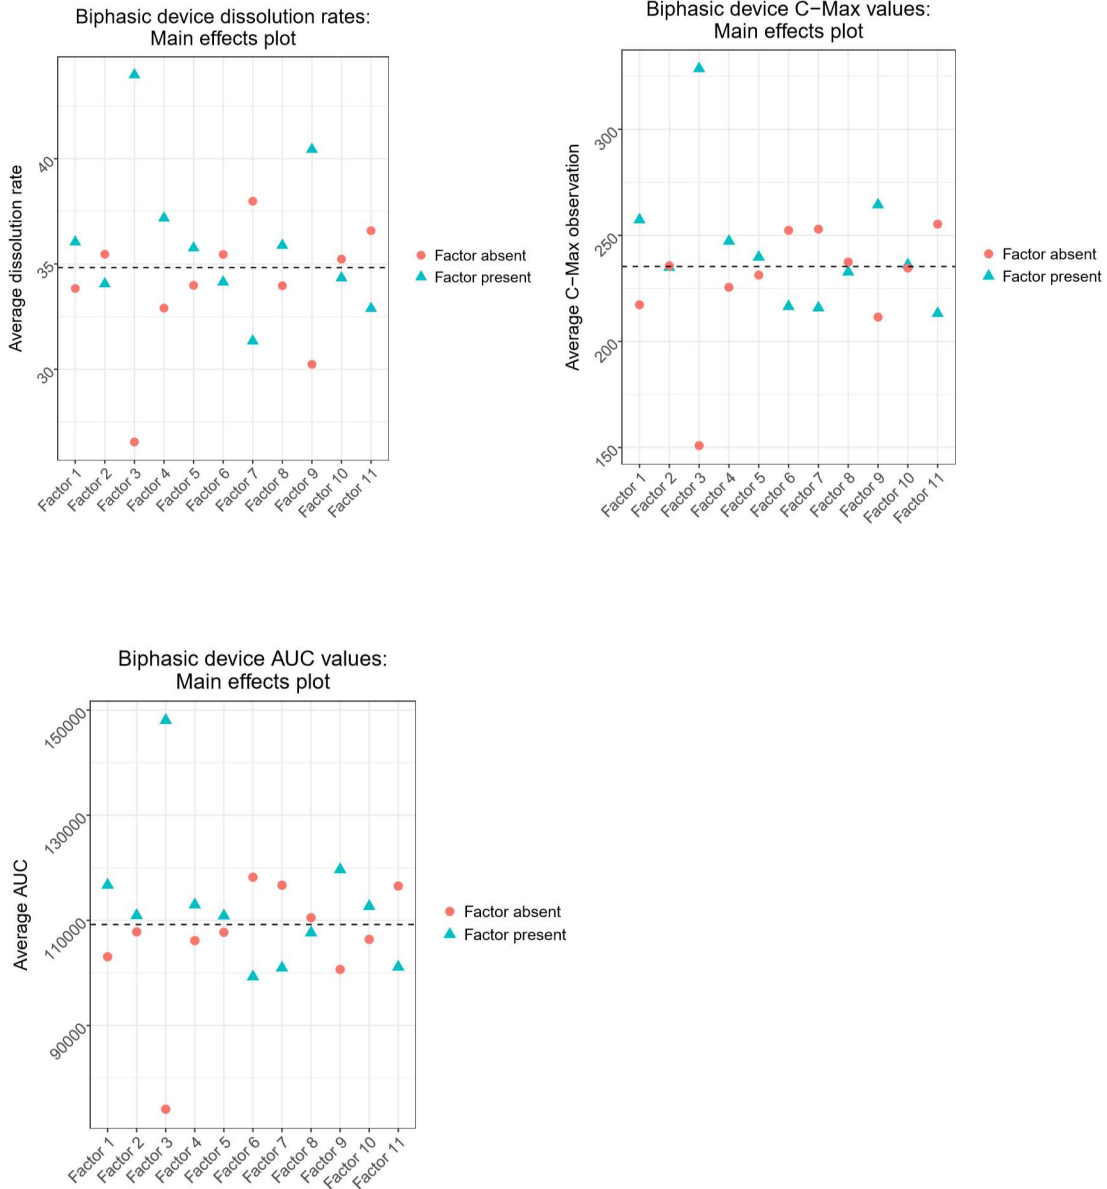 Biphasic device dissolution rates:
Main effects plot
Average dissolution rate
40
35
30
Factor 1
Factor 2
Factor 3
Factor 4
Factor 5
Factor 6
Factor 7
Factor 8
Factor 9
Factor 10
Factor 11
Factor absent
Factor present
Biphasic device C−Max values:
Main effects plot
Average C−Max observation
300
250
200
150
Factor 1
Factor 2
Factor 3
Factor 4
Factor 5
Factor 6
Factor 7
Factor 8
Factor 9
Factor 10
Factor 11
Factor absent
Factor present
Biphasic device AUC values:
Main effects plot
Average AUC
150000
130000
110000
90000
Factor 1
Factor 2
Factor 3
Factor 4
Factor 5
Factor 6
Factor 7
Factor 8
Factor 9
Factor 10
Factor 11
Factor absent
Factor present